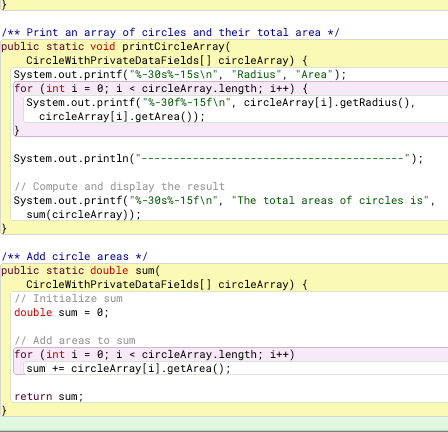 }
/** Print an array of circles and their total area */
public static void printCircleArray(
    CircleWithPrivateDataFields[] circleArray) {
  System.out.printf("%-30s%-15s\n", "Radius", "Area");
  for (int i = 0; i < circleArray.length; i++) {
    System.out.printf("%-30f%-15f\n", circleArray[i].getRadius(),
      circleArray[i].getArea());
  }
  System.out.println("-----------------------------------------");
  // Compute and display the result
  System.out.printf("%-30s%-15f\n", "The total areas of circles is",
    sum(circleArray));
}
/** Add circle areas */
public static double sum(
    CircleWithPrivateDataFields[] circleArray) {
  // Initialize sum
  double sum = 0;
  // Add areas to sum
  for (int i = 0; i < circleArray.length; i++)
    sum += circleArray[i].getArea();
  return sum;
}